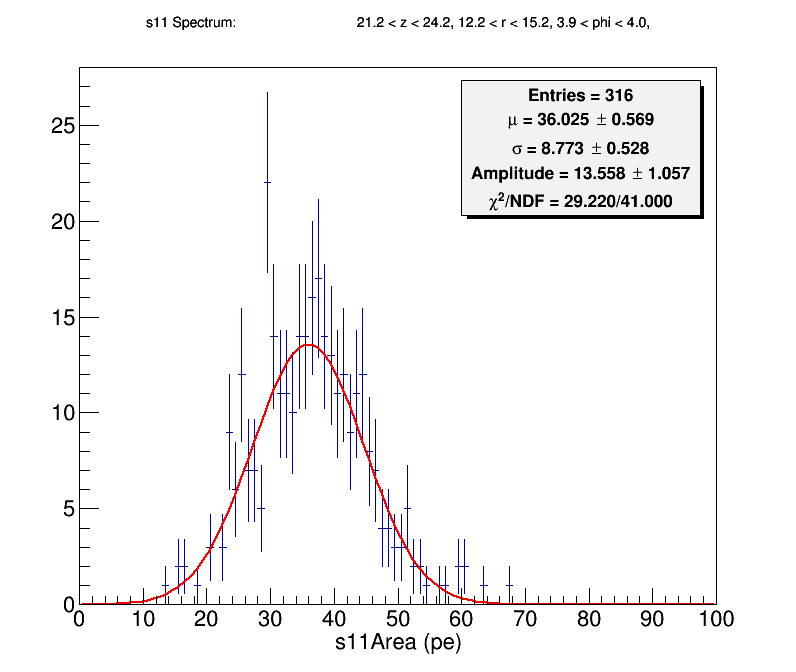 s11 Spectrum: 21.2 < z < 24.2, 12.2 < r < 15.2, 3.9 < phi < 4.0,
Entries = 316
μ = 36.025 ± 0.569
σ = 8.773 ± 0.528
Amplitude = 13.558 ± 1.057
χ²/NDF = 29.220/41.000
25
20
15
10
5
0
0 10 20 30 40 50 60 70 80 90 100
s11Area (pe)